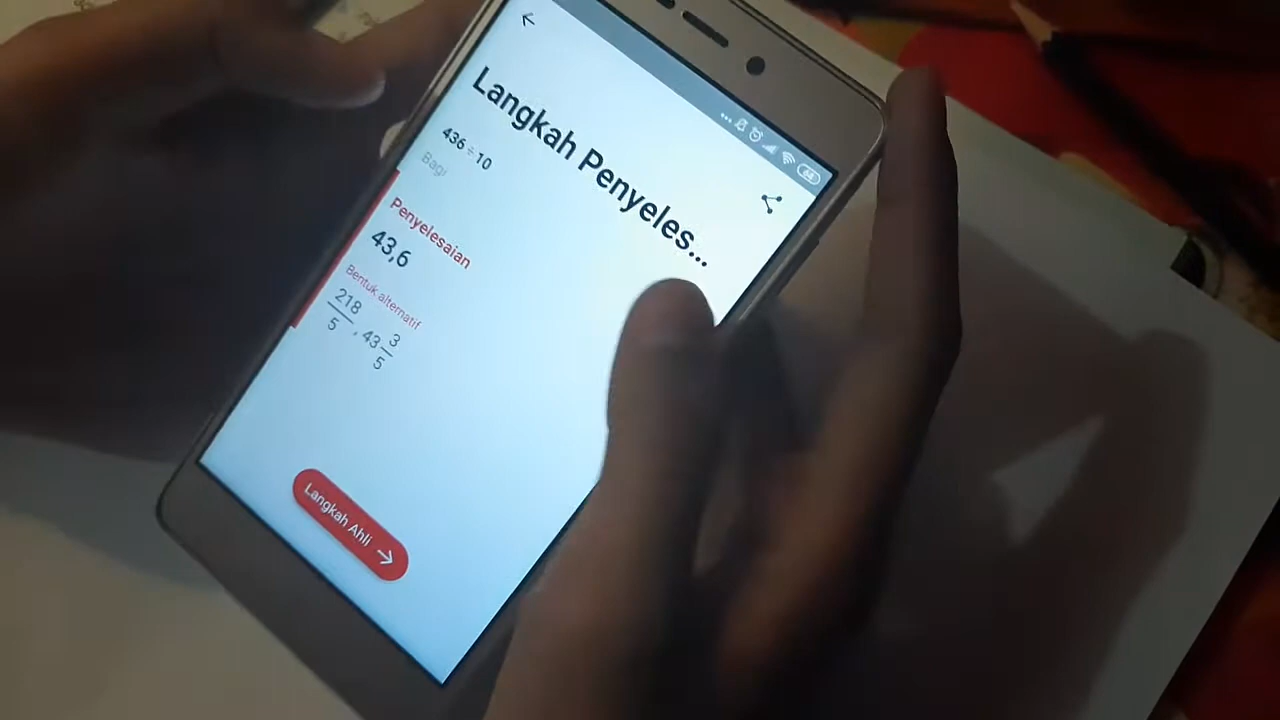 Langkah Penyeles...
436 ÷ 10
Bagi
Penyelesaian
43,6
Bentuk alternatif
218/5 , 43 3/5
Langkah Ahli →